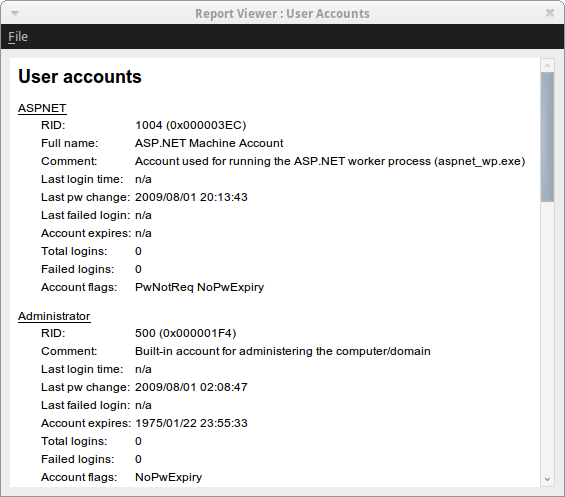 Report Viewer : User Accounts
File
User accounts
ASPNET
RID: 1004 (0x000003EC)
Full name: ASP.NET Machine Account
Comment: Account used for running the ASP.NET worker process (aspnet_wp.exe)
Last login time: n/a
Last pw change: 2009/08/01 20:13:43
Last failed login: n/a
Account expires: n/a
Total logins: 0
Failed logins: 0
Account flags: PwNotReq NoPwExpiry
Administrator
RID: 500 (0x000001F4)
Comment: Built-in account for administering the computer/domain
Last login time: n/a
Last pw change: 2009/08/01 02:08:47
Last failed login: n/a
Account expires: 1975/01/22 23:55:33
Total logins: 0
Failed logins: 0
Account flags: NoPwExpiry